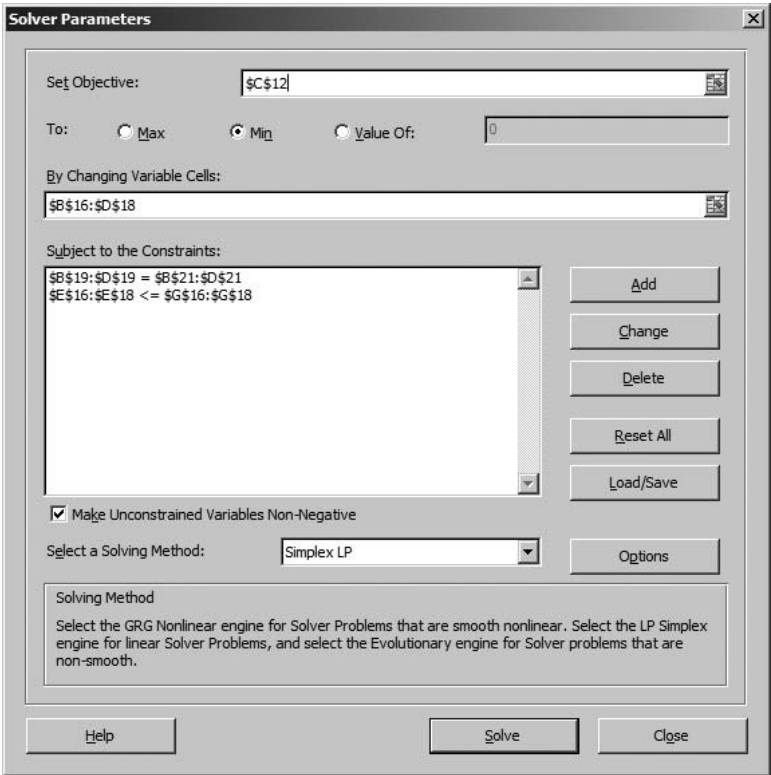 Solver Parameters
Set Objective: $C$12
To: Max Min Value Of: 0
By Changing Variable Cells:
$B$16:$D$18
Subject to the Constraints:
$B$19:$D$19 = $B$21:$D$21
$E$16:$E$18 <= $G$16:$G$18
Add
Change
Delete
Reset All
Load/Save
Make Unconstrained Variables Non-Negative
Select a Solving Method: Simplex LP Options
Solving Method
Select the GRG Nonlinear engine for Solver Problems that are smooth nonlinear. Select the LP Simplex
engine for linear Solver Problems, and select the Evolutionary engine for Solver problems that are
non-smooth.
Help Solve Close